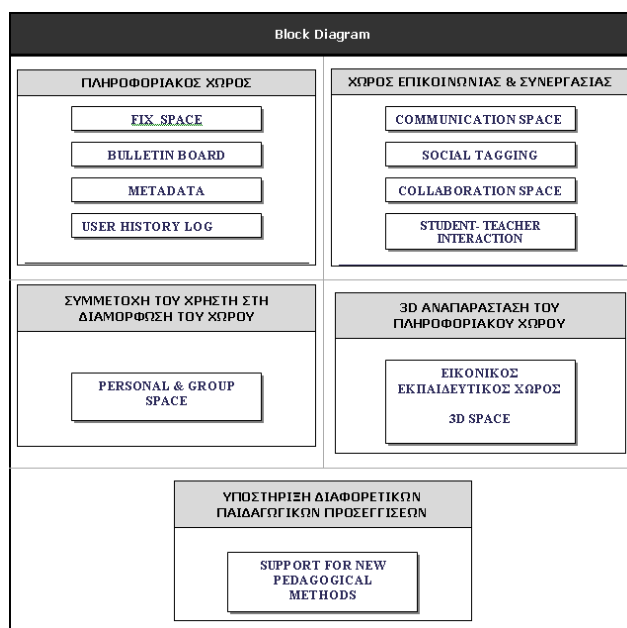 Block Diagram
ΠΛΗΡΟΦΟΡΙΑΚΟΣ ΧΩΡΟΣ
FIX SPACE
BULLETIN BOARD
METADATA
USER HISTORY LOG
ΧΩΡΟΣ ΕΠΙΚΟΙΝΩΝΙΑΣ & ΣΥΝΕΡΓΑΣΙΑΣ
COMMUNICATION SPACE
SOCIAL TAGGING
COLLABORATION SPACE
STUDENT- TEACHER
INTERACTION
ΣΥΜΜΕΤΟΧΗ ΤΟΥ ΧΡΗΣΤΗ ΣΤΗ
ΔΙΑΜΟΡΦΩΣΗ ΤΟΥ ΧΩΡΟΥ
PERSONAL & GROUP
SPACE
3D ΑΝΑΠΑΡΑΣΤΑΣΗ ΤΟΥ
ΠΛΗΡΟΦΟΡΙΑΚΟΥ ΧΩΡΟΥ
ΕΙΚΟΝΙΚΟΣ
ΕΚΠΑΙΔΕΥΤΙΚΟΣ ΧΩΡΟΣ
3D SPACE
ΥΠΟΣΤΗΡΙΞΗ ΔΙΑΦΟΡΕΤΙΚΩΝ
ΠΑΙΔΑΓΩΓΙΚΩΝ ΠΡΟΣΕΓΓΙΣΕΩΝ
SUPPORT FOR NEW
PEDAGOGICAL
METHODS